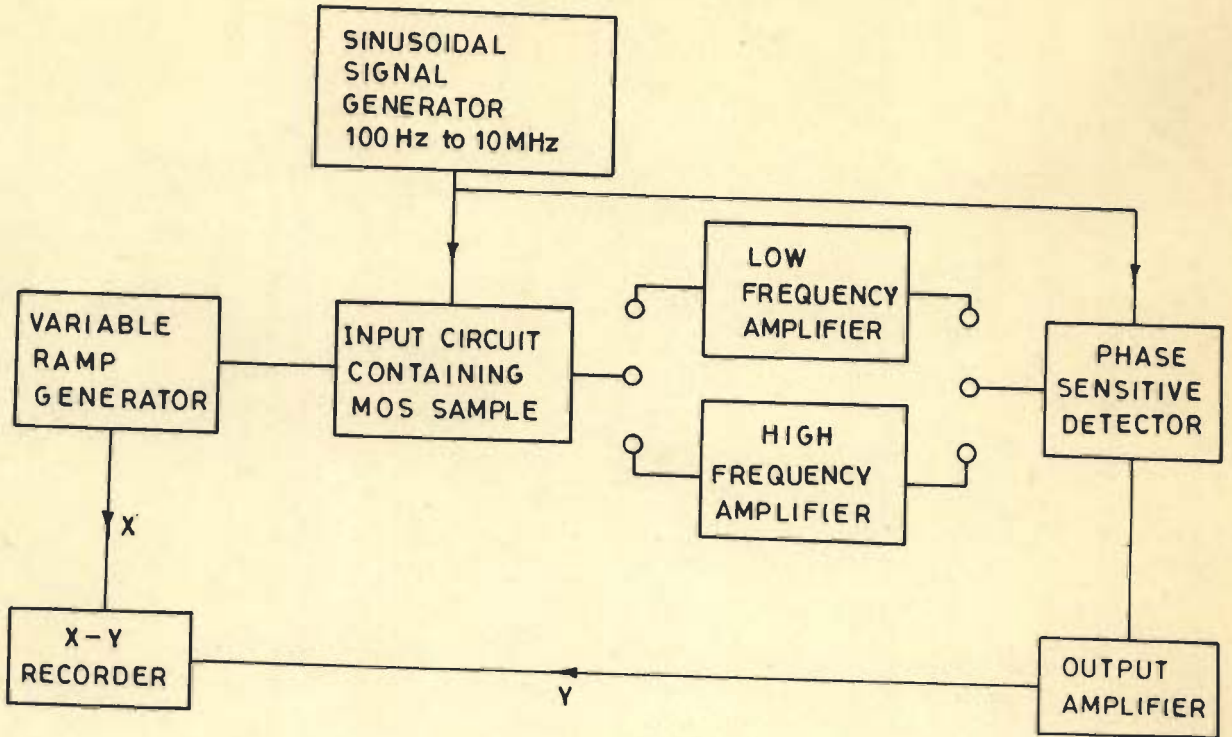 SINUSOIDAL
SIGNAL
GENERATOR
100 Hz to 10 MHz
LOW
FREQUENCY
AMPLIFIER
VARIABLE
RAMP
GENERATOR
INPUT CIRCUIT
CONTAINING
MOS SAMPLE
PHASE
SENSITIVE
DETECTOR
HIGH
FREQUENCY
AMPLIFIER
X
X-Y
RECORDER
Y
OUTPUT
AMPLIFIER